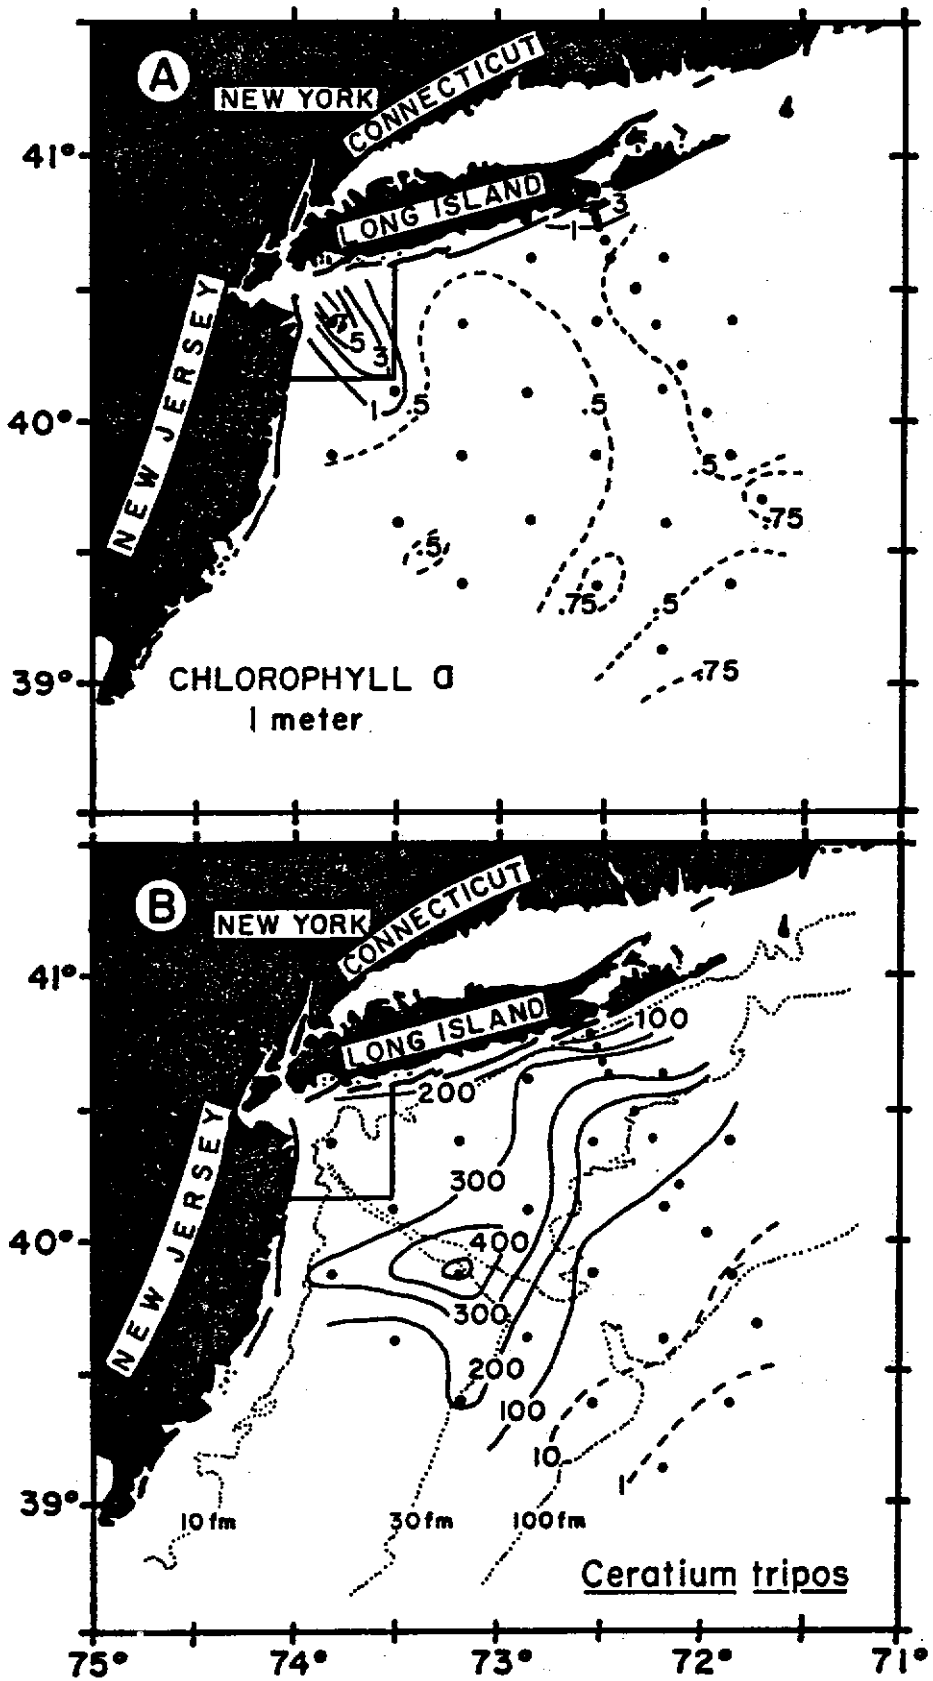 A
NEW YORK
CONNECTICUT
41°
LONG ISLAND
3
1
NEW JERSEY
5
3
1
.5
.5
40°
.5
.75
.5
.75
.5
39°
CHLOROPHYLL a
.75
1 meter
B
NEW YORK
CONNECTICUT
41°
LONG ISLAND
100
200
NEW JERSEY
300
40°
400
300
200
100
10
1
39°
10 fm
30 fm
100 fm
Ceratium tripos
75°
74°
73°
72°
71°